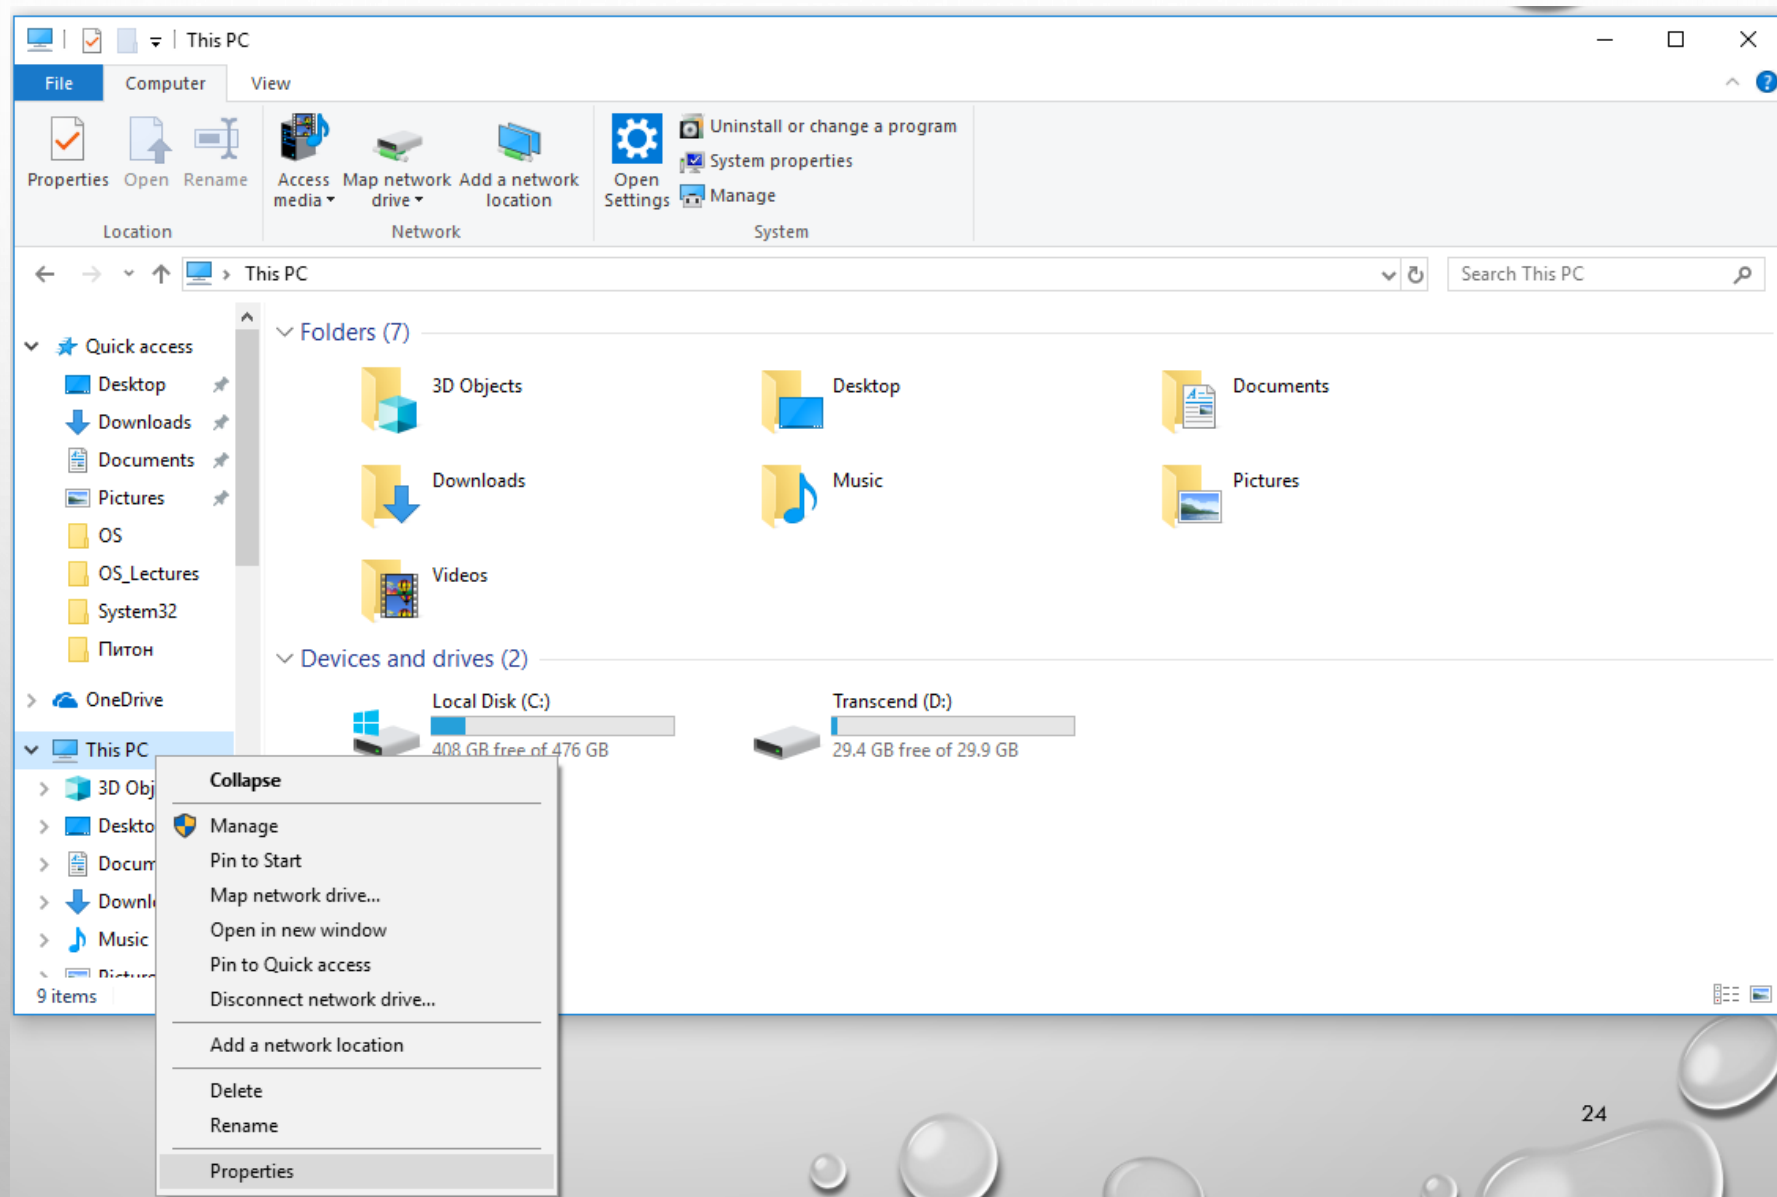 This PC
File Computer View
Properties Open Rename
Access media
Map network drive
Add a network location
Open Settings
Uninstall or change a program
System properties
Manage
Location
Network
System
This PC
Search This PC
Quick access
Desktop
Downloads
Documents
Pictures
OS
OS_Lectures
System32
Питон
OneDrive
This PC
3D Obj
Deskto
Docum
Downl
Music
Picture
9 items
Folders (7)
3D Objects
Desktop
Documents
Downloads
Music
Pictures
Videos
Devices and drives (2)
Local Disk (C:)
408 GB free of 476 GB
Transcend (D:)
29.4 GB free of 29.9 GB
Collapse
Manage
Pin to Start
Map network drive...
Open in new window
Pin to Quick access
Disconnect network drive...
Add a network location
Delete
Rename
Properties
24